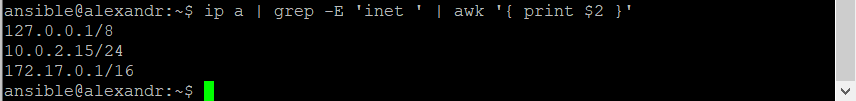 ansible@alexandr:~$ ip a | grep -E 'inet ' | awk '{ print $2 }'
127.0.0.1/8
10.0.2.15/24
172.17.0.1/16
ansible@alexandr:~$